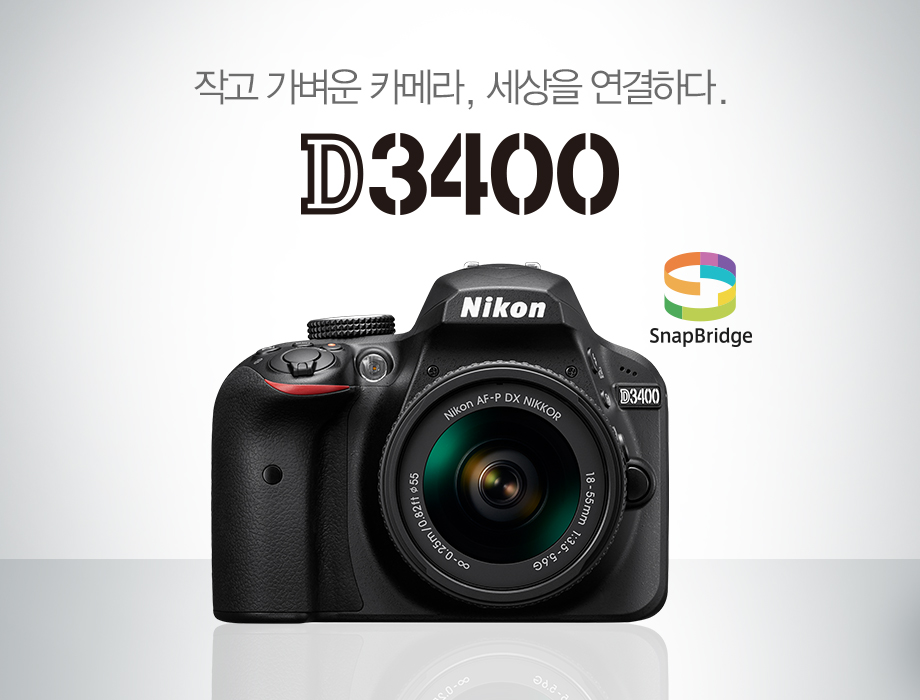 작고 가벼운 카메라, 세상을 연결하다.
D3400
SnapBridge
Nikon
D3400
Nikon AF-P DX NIKKOR
18-55mm 1:3.5-5.6G
∞-0.25m/0.82ft ø55